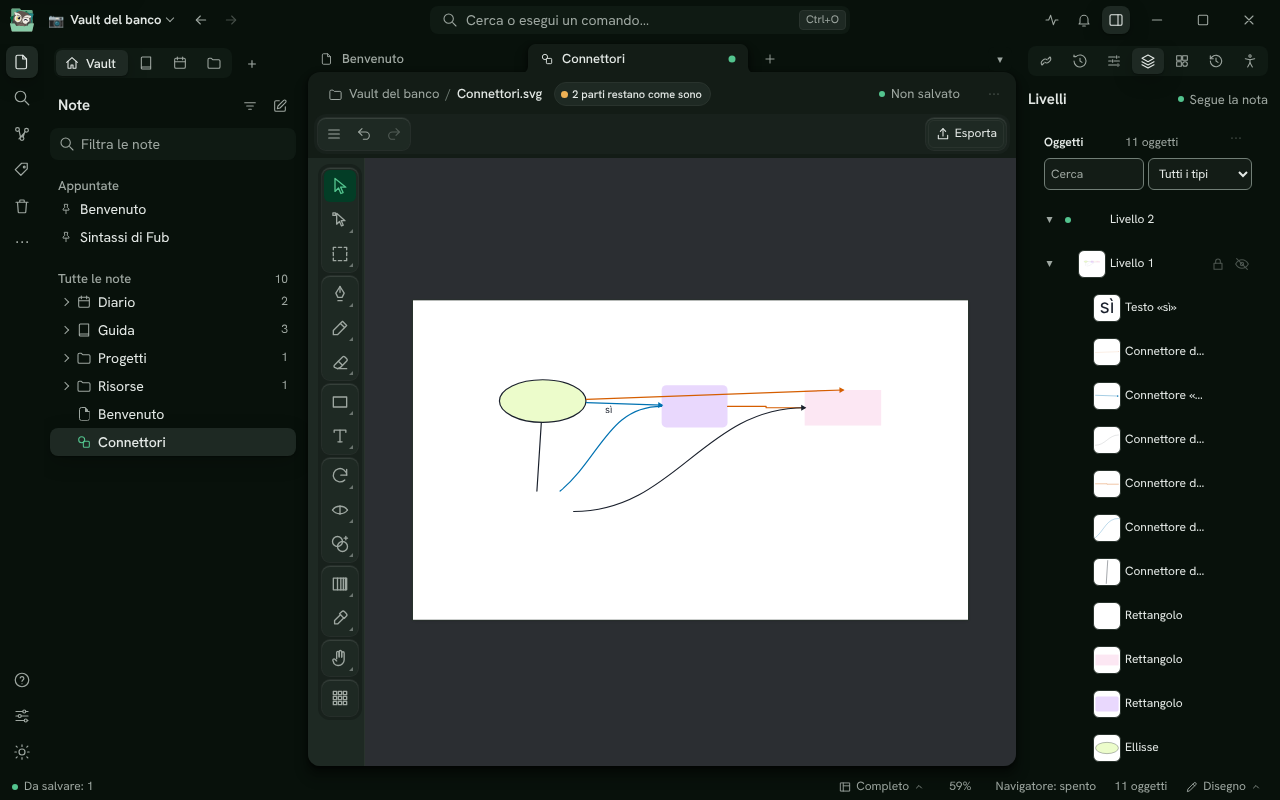 Vault del banco
Cerca o esegui un comando…
Ctrl+O
Vault
Benvenuto
Connettori
Note
Filtra le note
Appuntate
Benvenuto
Sintassi di Fub
Tutte le note
10
Diario
2
Guida
3
Progetti
1
Risorse
1
Benvenuto
Connettori
Vault del banco / Connettori.svg
2 parti restano come sono
Non salvato
Esporta
sì
Livelli
Segue la nota
Oggetti
11 oggetti
Cerca
Tutti i tipi
Livello 2
Livello 1
SÌ
Testo «sì»
Connettore d…
Connettore «…
Connettore d…
Connettore d…
Connettore d…
Connettore d…
Rettangolo
Rettangolo
Rettangolo
Ellisse
Da salvare: 1
Completo
59%
Navigatore: spento
11 oggetti
Disegno